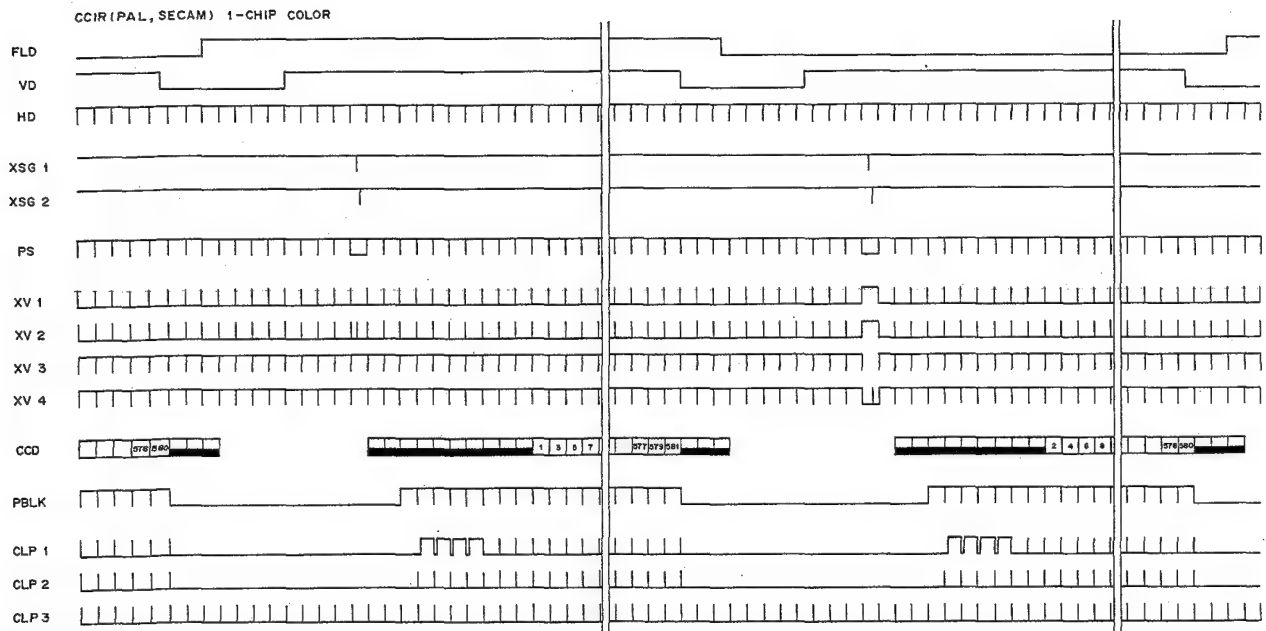 CCIR (PAL, SECAM) 1-CHIP COLOR
FLD
VD
HD
XSG 1
XSG 2
PS
XV 1
XV 2
XV 3
XV 4
CCD 578 580 1 3 5 7 577 579 581 2 4 6 8 578 580
PBLK
CLP 1
CLP 2
CLP 3